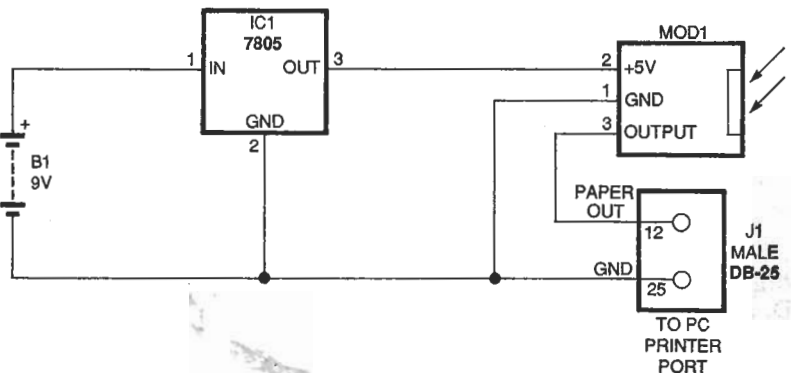 IC1
7805
1 IN OUT 3
GND
2
MOD1
2 +5V
1 GND
3 OUTPUT
+
B1
9V
PAPER
OUT
12
GND
25
J1
MALE
DB-25
TO PC
PRINTER
PORT